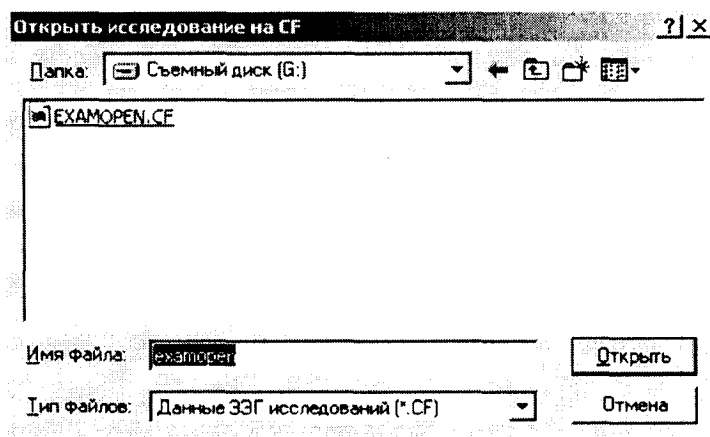 Открыть исследование на CF
Папка: Съемный диск (G:)
EXAMOPEN.CF
Имя файла: examopen Открыть
Тип файлов: Данные ЭЭГ исследований (*.CF) Отмена